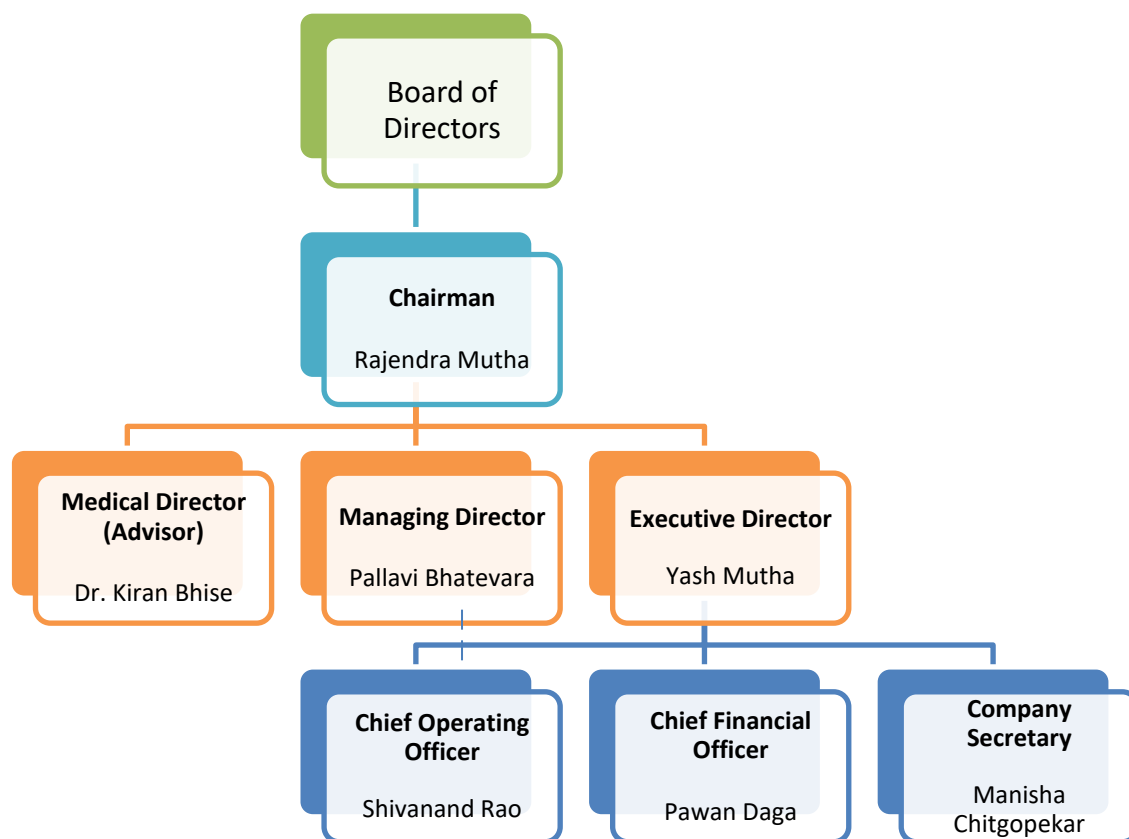 Board of
Directors
Chairman
Rajendra Mutha
Medical Director
(Advisor)
Dr. Kiran Bhise
Managing Director
Pallavi Bhatevara
Executive Director
Yash Mutha
Chief Operating
Officer
Shivanand Rao
Chief Financial
Officer
Pawan Daga
Company
Secretary
Manisha
Chitgopekar